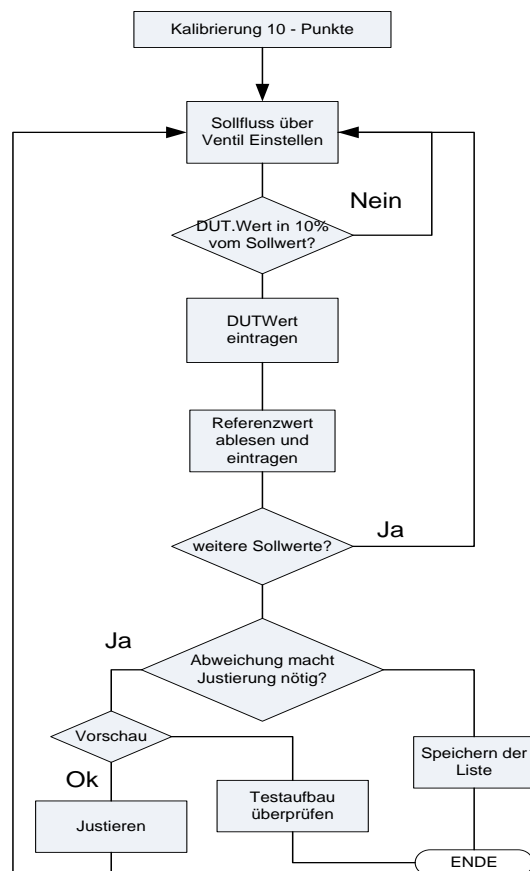 Kalibrierung 10 - Punkte
Sollfluss über
Ventil Einstellen
Nein
DUT.Wert in 10%
vom Sollwert?
DUTWert
eintragen
Referenzwert
ablesen und
eintragen
Ja
weitere Sollwerte?
Ja
Abweichung macht
Justierung nötig?
Vorschau
Speichern der
Liste
Ok
Testaufbau
überprüfen
Justieren
ENDE